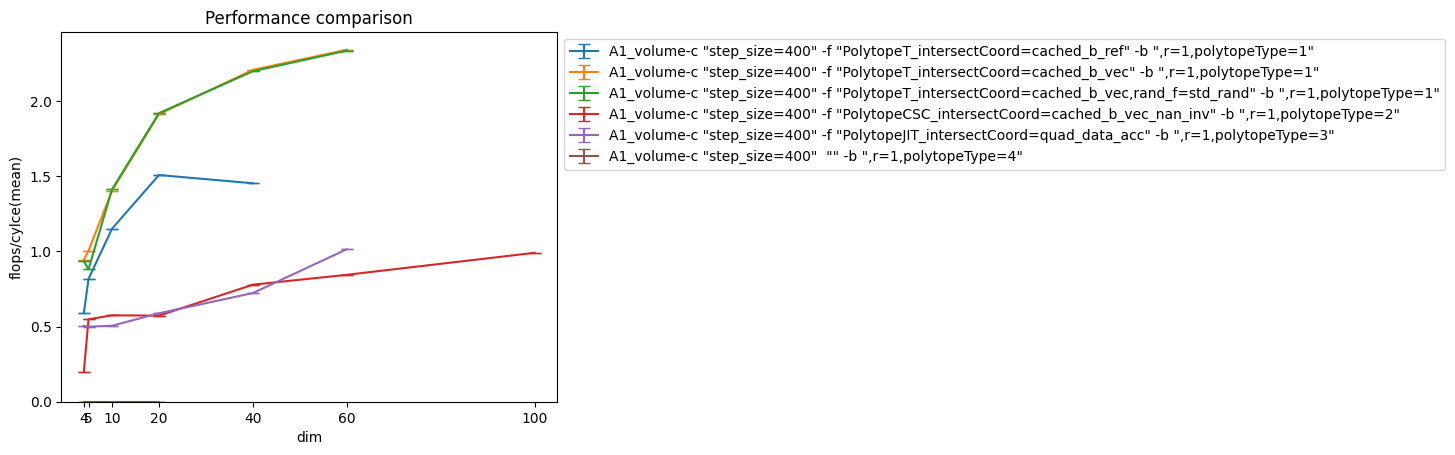 Performance comparison
A1_volume-c "step_size=400" -f "PolytopeT_intersectCoord=cached_b_ref" -b ",r=1,polytopeType=1"
A1_volume-c "step_size=400" -f "PolytopeT_intersectCoord=cached_b_vec" -b ",r=1,polytopeType=1"
A1_volume-c "step_size=400" -f "PolytopeT_intersectCoord=cached_b_vec,rand_f=std_rand" -b ",r=1,polytopeType=1"
A1_volume-c "step_size=400" -f "PolytopeCSC_intersectCoord=cached_b_vec_nan_inv" -b ",r=1,polytopeType=2"
A1_volume-c "step_size=400" -f "PolytopeJIT_intersectCoord=quad_data_acc" -b ",r=1,polytopeType=3"
A1_volume-c "step_size=400"  "" -b ",r=1,polytopeType=4"
flops/cylce(mean)
2.0
1.5
1.0
0.5
0.0
4 5 10 20 40 60 100
dim